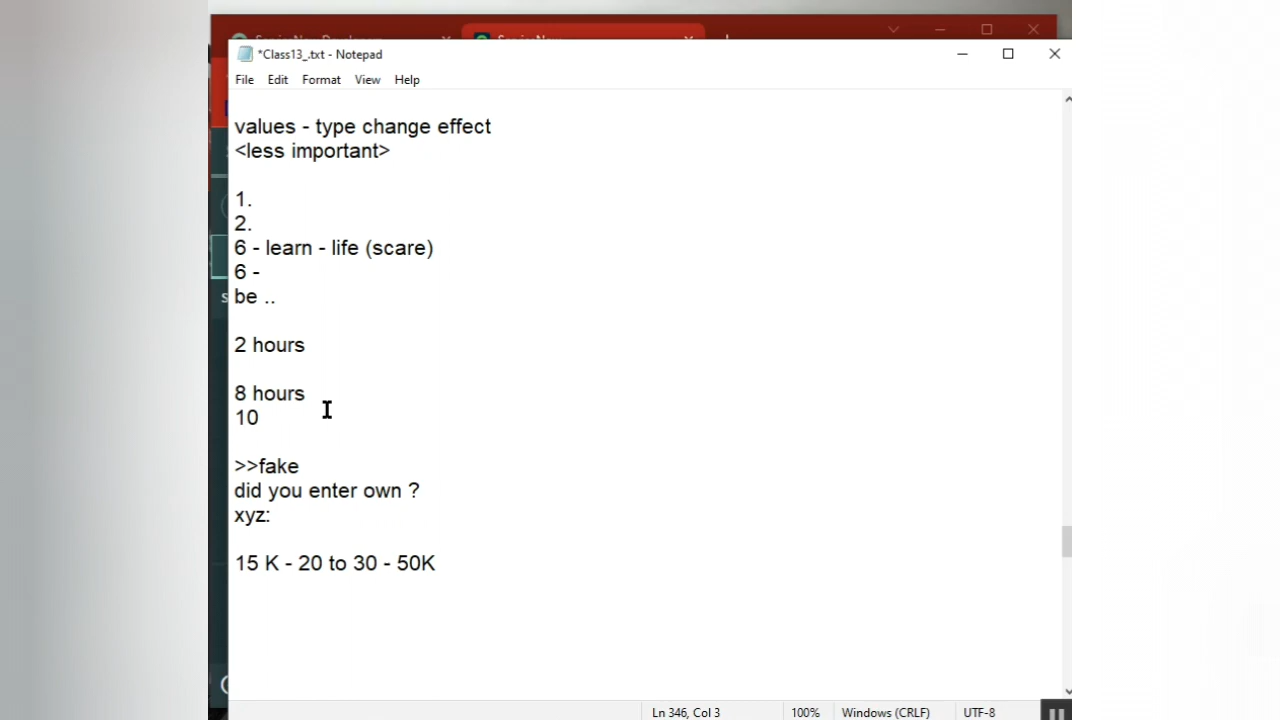 *Class13_.txt - Notepad
File Edit Format View Help
values - type change effect
<less important>
1.
2.
6 - learn - life (scare)
6 -
be ..
2 hours
8 hours
10
>>fake
did you enter own ?
xyz:
15 K - 20 to 30 - 50K
Ln 346, Col 3 100% Windows (CRLF) UTF-8